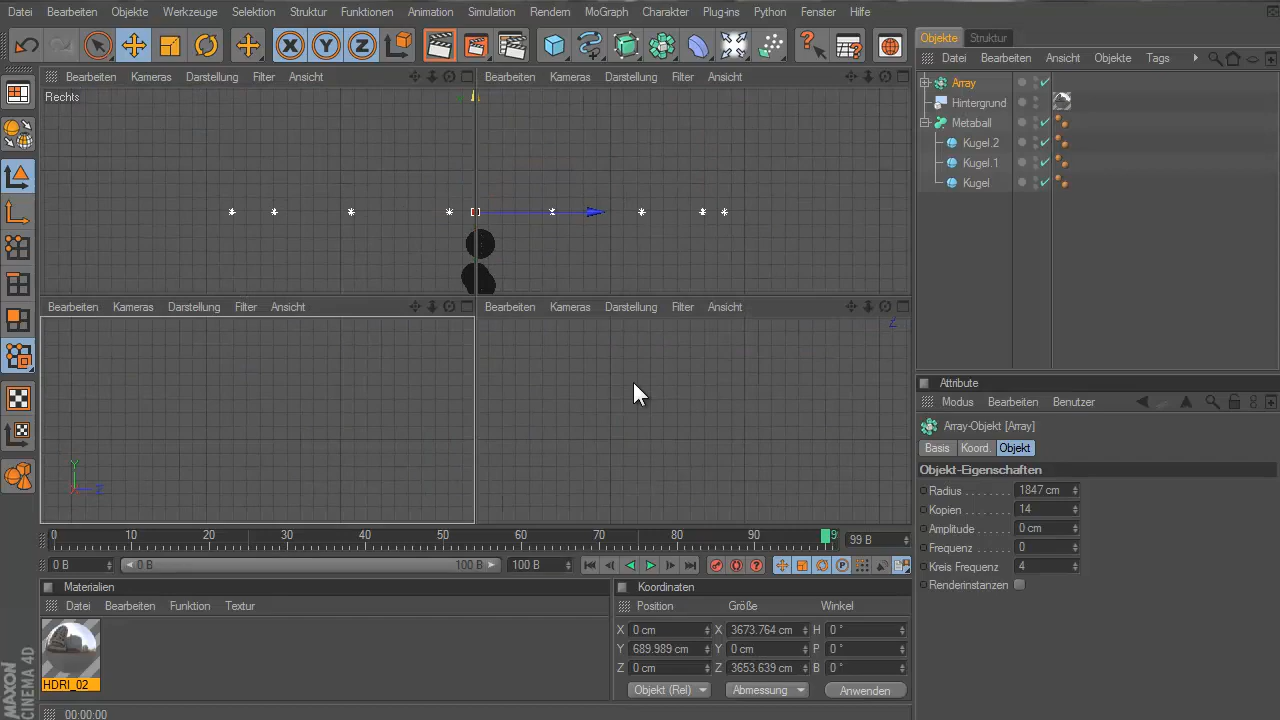 Datei Bearbeiten Objekte Werkzeuge Selektion Struktur Funktionen Animation Simulation Rendern MoGraph Charakter Plug-ins Python Fenster Hilfe
Objekte Struktur
Datei Bearbeiten Ansicht Objekte Tags
Bearbeiten Kameras Darstellung Filter Ansicht
Bearbeiten Kameras Darstellung Filter Ansicht
Rechts
Array
Hintergrund
Metaball
Kugel.2
Kugel.1
Kugel
Bearbeiten Kameras Darstellung Filter Ansicht
Bearbeiten Kameras Darstellung Filter Ansicht
Z
Y
Z
Attribute
Modus Bearbeiten Benutzer
Array-Objekt [Array]
Basis Koord. Objekt
Objekt-Eigenschaften
Radius . . . . . . . 1847 cm
Kopien . . . . . . . 14
Amplitude . . . . 0 cm
Frequenz . . . . . 0
Kreis Frequenz 4
Renderinstanzen
0 10 20 30 40 50 60 70 80 90 9
99 B
0 B 0 B 100 B 100 B
Materialien
Datei Bearbeiten Funktion Textur
HDRI_02
Koordinaten
Position Größe Winkel
X 0 cm X 3673.764 cm H 0 °
Y 689.989 cm Y 0 cm P 0 °
Z 0 cm Z 3653.639 cm B 0 °
Objekt (Rel) Abmessung Anwenden
MAXON
CINEMA 4D
00:00:00